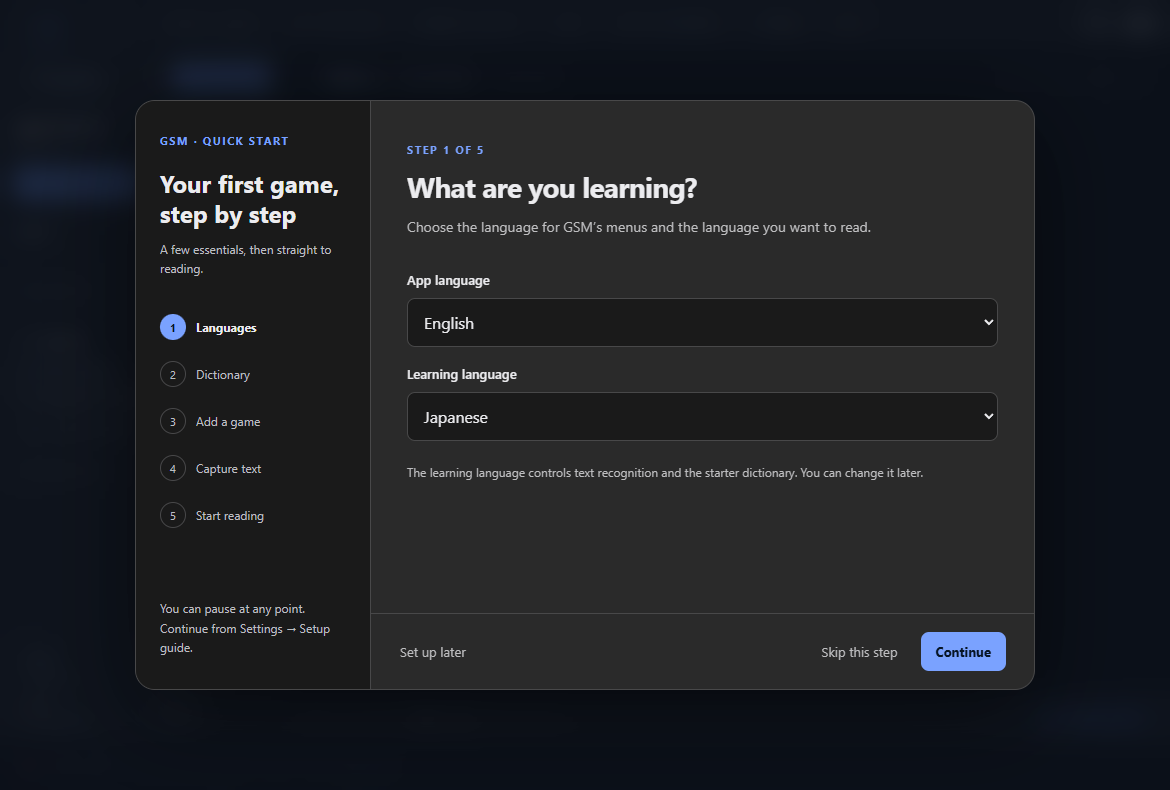 GSM · QUICK START
Your first game,
step by step
A few essentials, then straight to
reading.
1 Languages
2 Dictionary
3 Add a game
4 Capture text
5 Start reading
You can pause at any point.
Continue from Settings → Setup
guide.
STEP 1 OF 5
What are you learning?
Choose the language for GSM’s menus and the language you want to read.
App language
English
Learning language
Japanese
The learning language controls text recognition and the starter dictionary. You can change it later.
Set up later
Skip this step
Continue